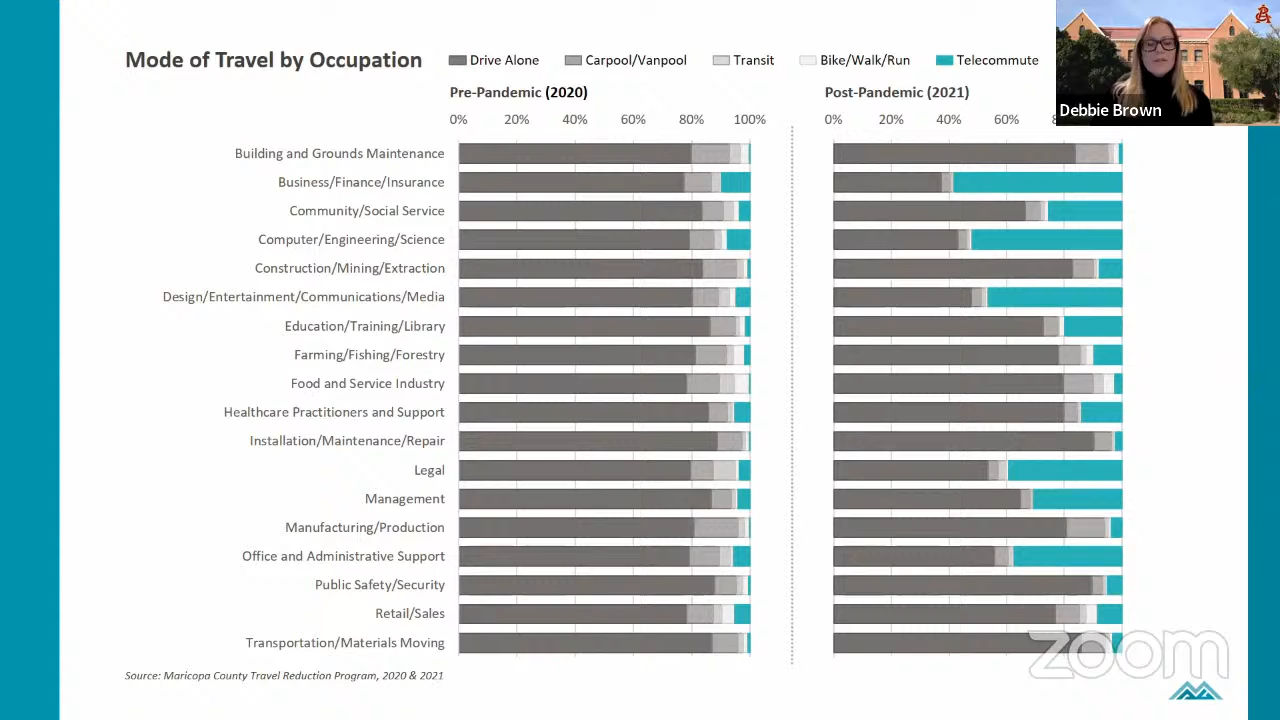 Mode of Travel by Occupation
Drive Alone Carpool/Vanpool Transit Bike/Walk/Run Telecommute
Pre-Pandemic (2020) Post-Pandemic (2021)
0% 20% 40% 60% 80% 100% 0% 20% 40% 60%
Debbie Brown
Building and Grounds Maintenance
Business/Finance/Insurance
Community/Social Service
Computer/Engineering/Science
Construction/Mining/Extraction
Design/Entertainment/Communications/Media
Education/Training/Library
Farming/Fishing/Forestry
Food and Service Industry
Healthcare Practitioners and Support
Installation/Maintenance/Repair
Legal
Management
Manufacturing/Production
Office and Administrative Support
Public Safety/Security
Retail/Sales
Transportation/Materials Moving
zoom
Source: Maricopa County Travel Reduction Program, 2020 & 2021